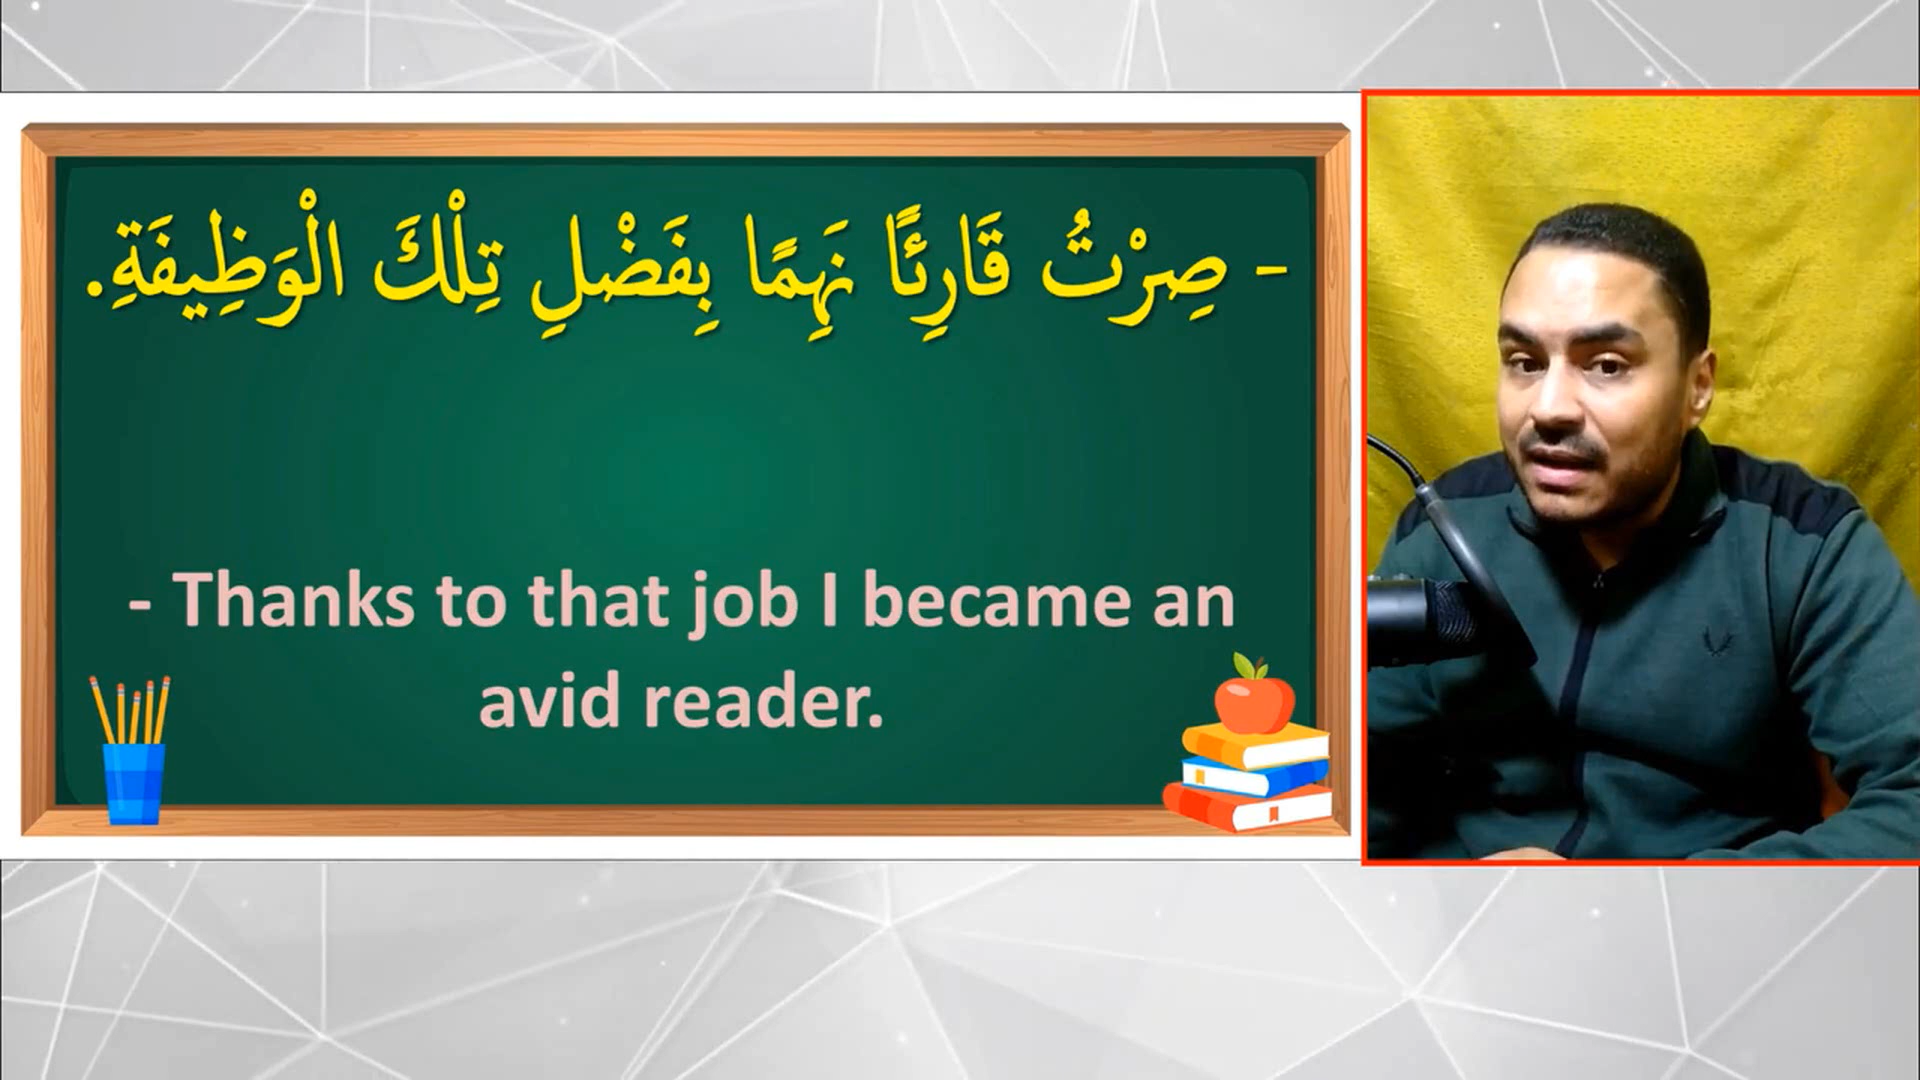 - صِرْتُ قَارِئًا نَهِمًا بِفَضْلِ تِلْكَ الْوَظِيفَةِ.
- Thanks to that job I became an
avid reader.